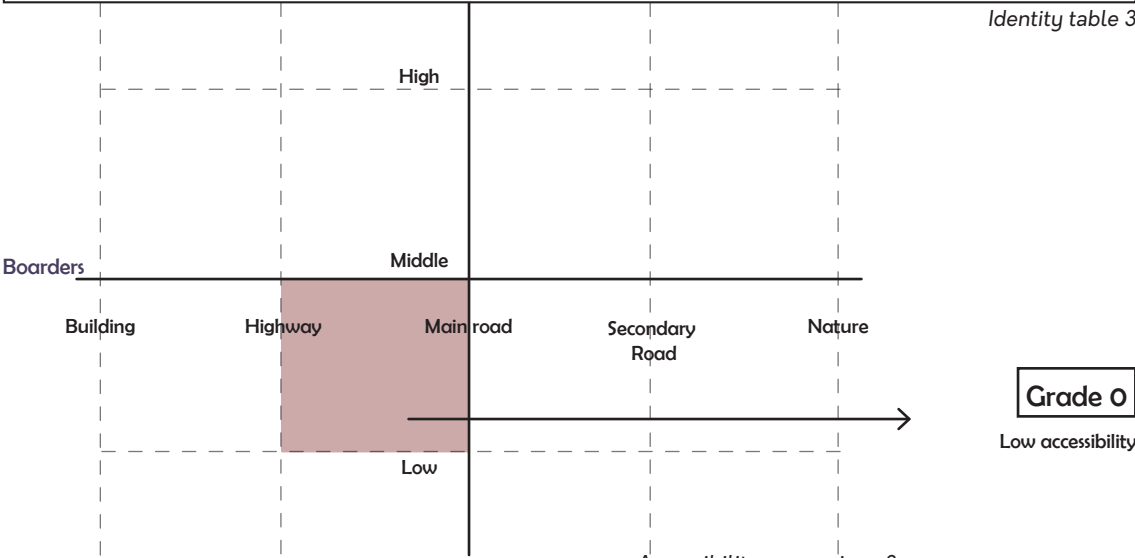 Identity table 3
High
Middle
Boarders
Building
Highway
Main road
Secondary
Road
Nature
Grade 0
Low accessibility
Low